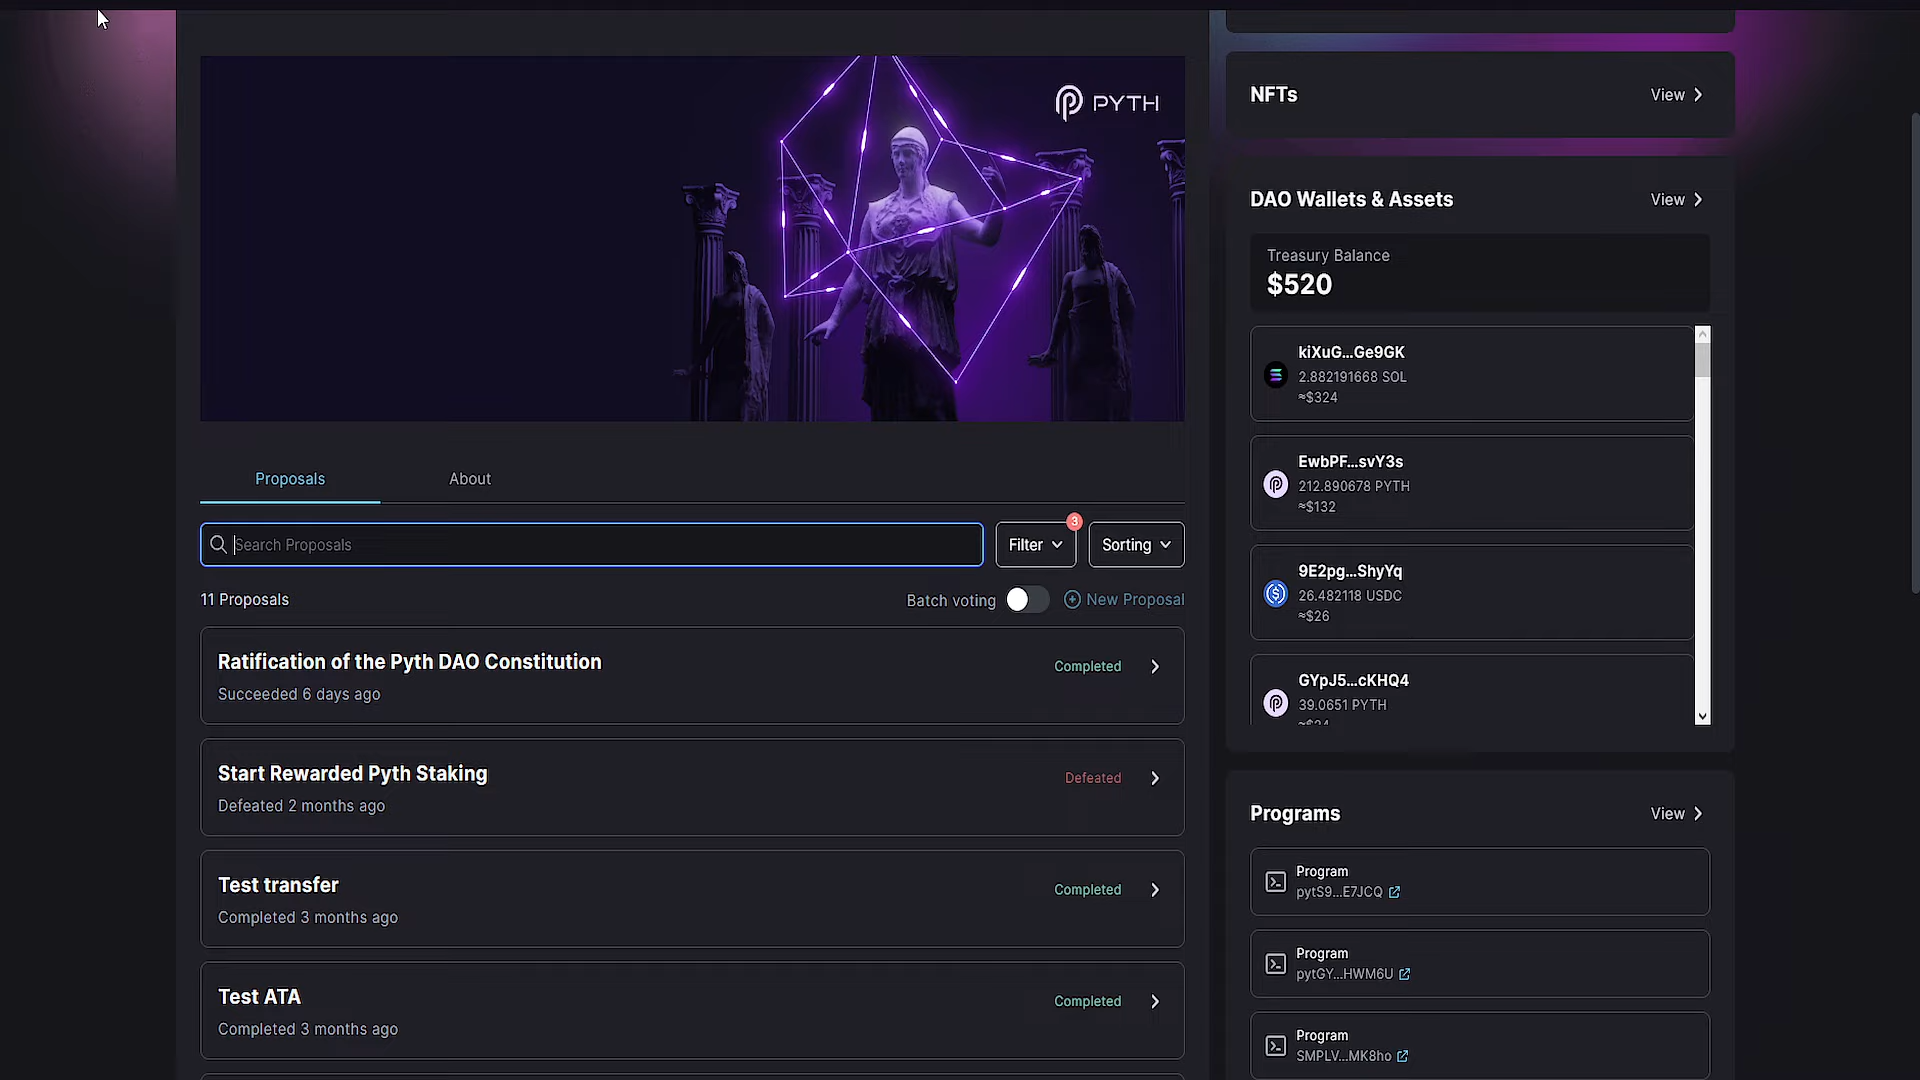 PYTH
Proposals
About
Search Proposals
Filter
3
Sorting
11 Proposals
Batch voting
New Proposal
Ratification of the Pyth DAO Constitution
Succeeded 6 days ago
Completed
Start Rewarded Pyth Staking
Defeated 2 months ago
Defeated
Test transfer
Completed 3 months ago
Completed
Test ATA
Completed 3 months ago
Completed
NFTs
View
DAO Wallets & Assets
View
Treasury Balance
$520
kiXuG...Ge9GK
2.882191668 SOL
≈$324
EwbPF...svY3s
212.890678 PYTH
≈$132
9E2pg...ShyYq
26.482118 USDC
≈$26
GYpJ5...cKHQ4
39.0651 PYTH
≈$24
Programs
View
Program
pytS9...E7JCQ
Program
pytGY...HWM6U
Program
SMPLV...MK8ho